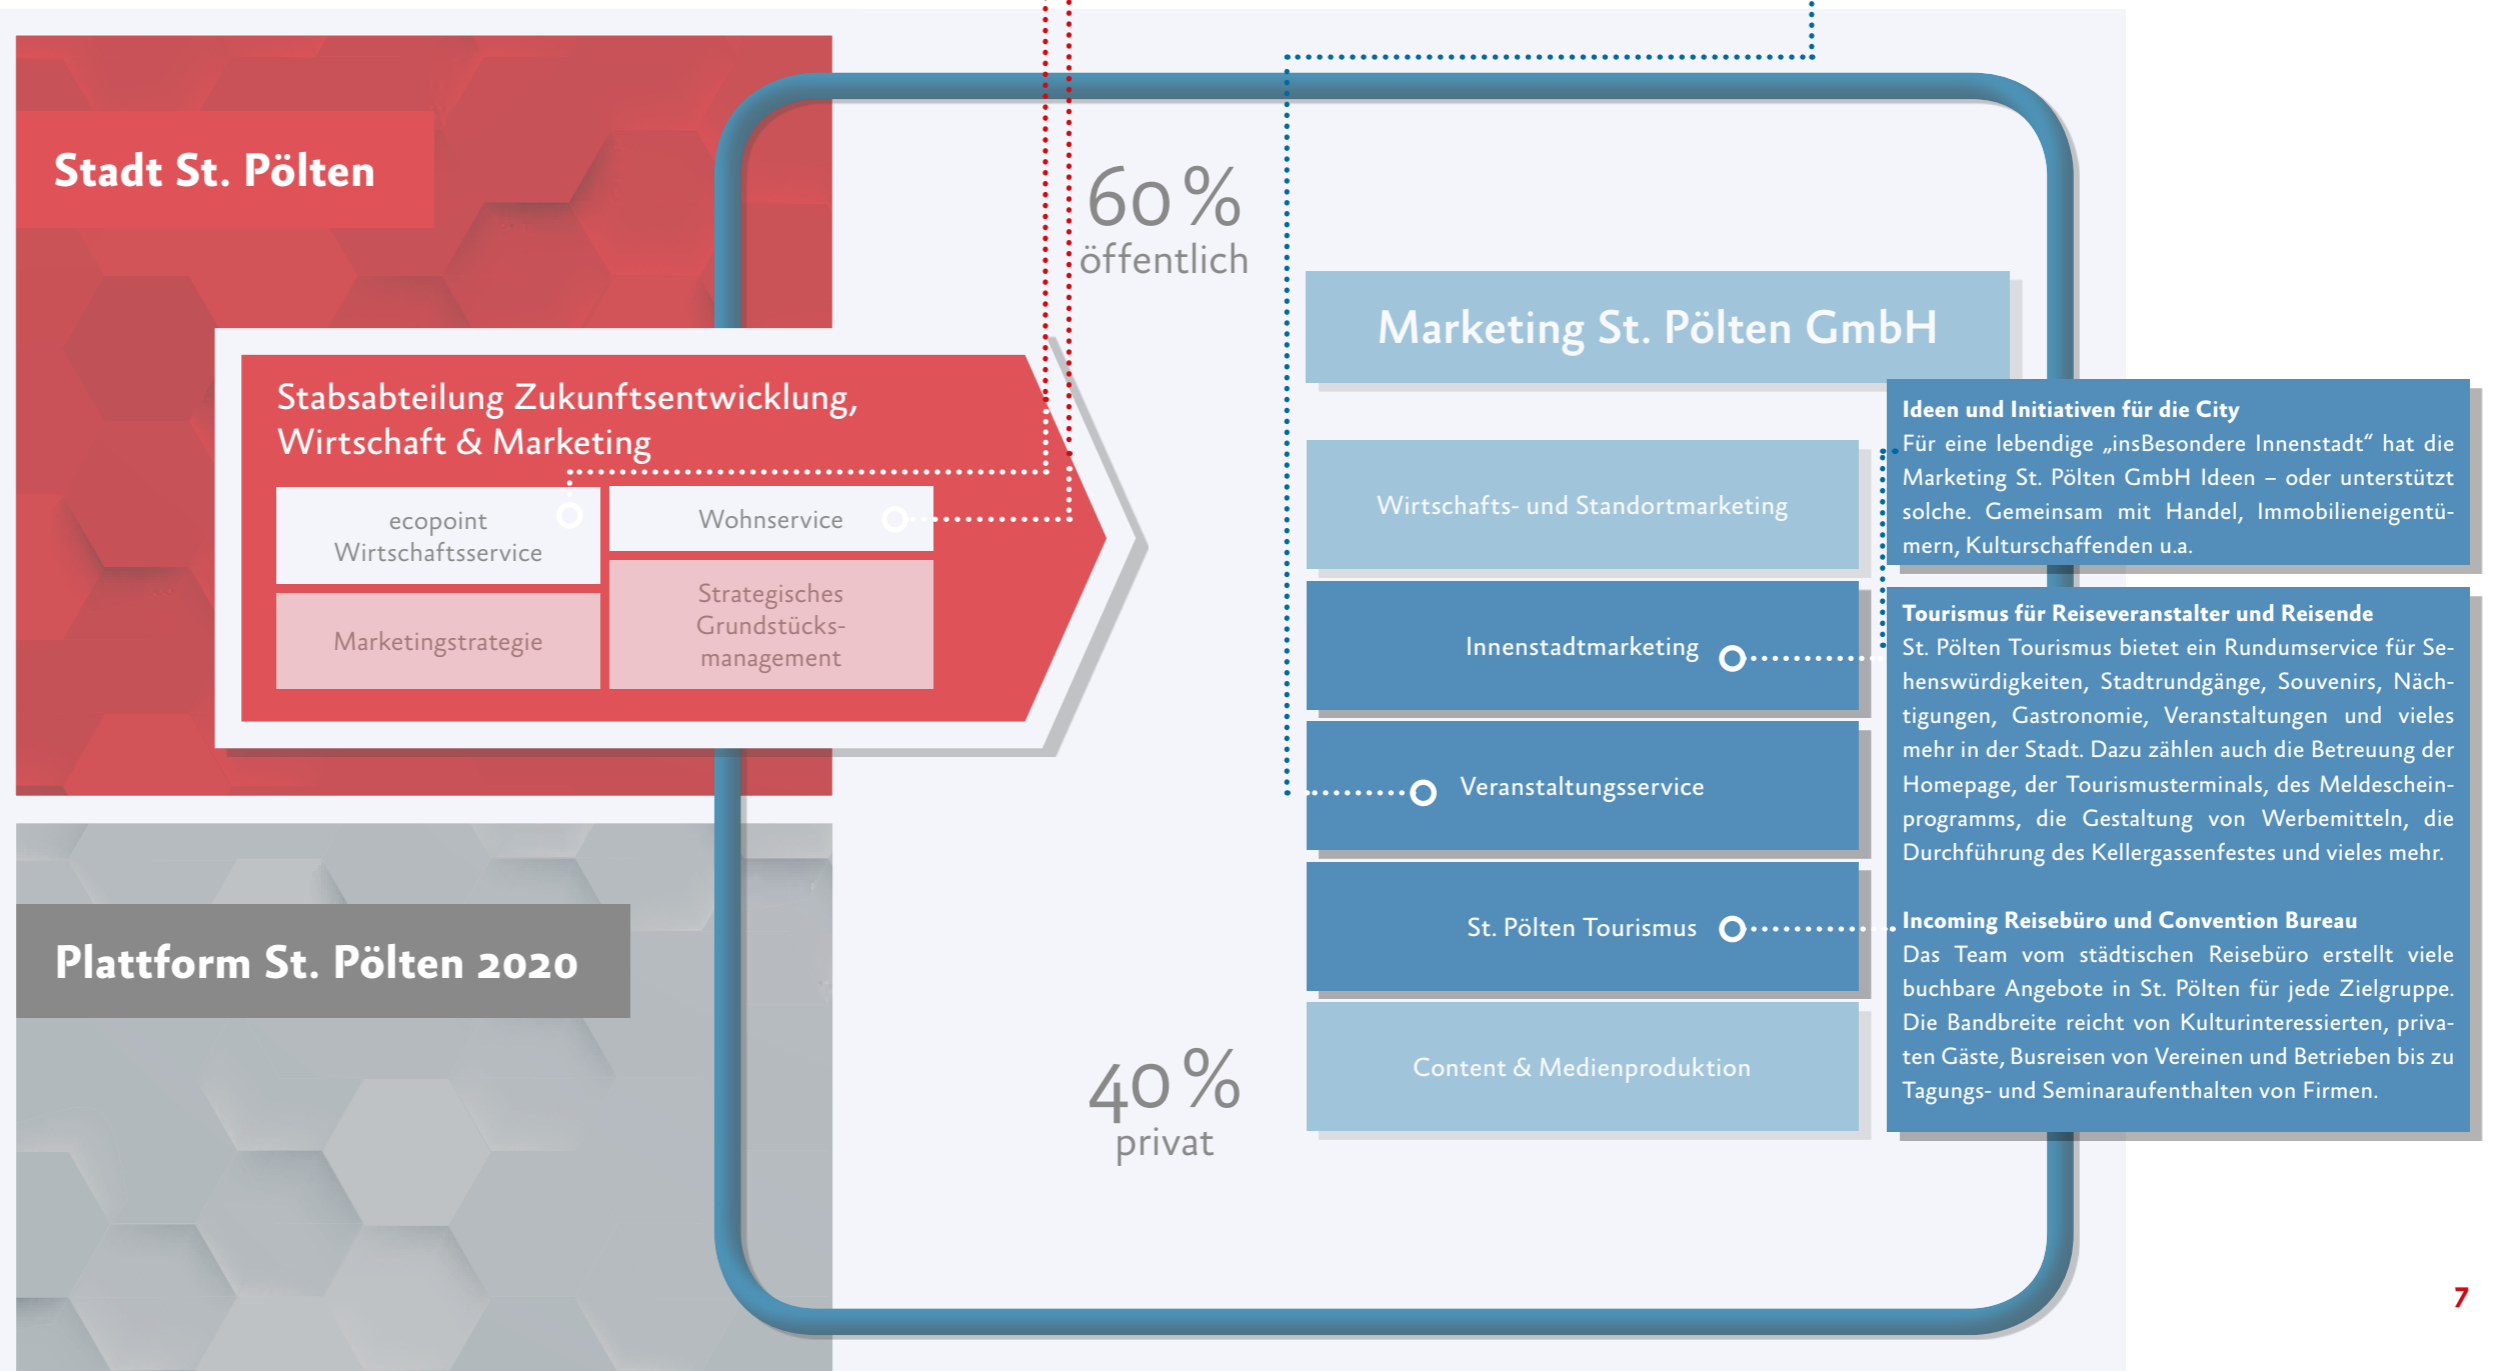 Stadt St. Pölten
60 %
öffentlich
Marketing St. Pölten GmbH
Stabsabteilung Zukunftsentwicklung,
Wirtschaft & Marketing
ecopoint
Wirtschaftsservice
Wohnservice
Marketingstrategie
Strategisches
Grundstücks-
management
Wirtschafts- und Standortmarketing
Innenstadtmarketing
Veranstaltungsservice
St. Pölten Tourismus
Content & Medienproduktion
Ideen und Initiativen für die City
Für eine lebendige „insBesondere Innenstadt“ hat die
Marketing St. Pölten GmbH Ideen – oder unterstützt
solche. Gemeinsam mit Handel, Immobilieneigentü-
mern, Kulturschaffenden u.a.
Tourismus für Reiseveranstalter und Reisende
St. Pölten Tourismus bietet ein Rundumservice für Se-
henswürdigkeiten, Stadtrundgänge, Souvenirs, Näch-
tigungen, Gastronomie, Veranstaltungen und vieles
mehr in der Stadt. Dazu zählen auch die Betreuung der
Homepage, der Tourismusterminals, des Meldeschein-
programms, die Gestaltung von Werbemitteln, die
Durchführung des Kellergassenfestes und vieles mehr.
Incoming Reisebüro und Convention Bureau
Das Team vom städtischen Reisebüro erstellt viele
buchbare Angebote in St. Pölten für jede Zielgruppe.
Die Bandbreite reicht von Kulturinteressierten, priva-
ten Gäste, Busreisen von Vereinen und Betrieben bis zu
Tagungs- und Seminaraufenthalten von Firmen.
Plattform St. Pölten 2020
40 %
privat
7